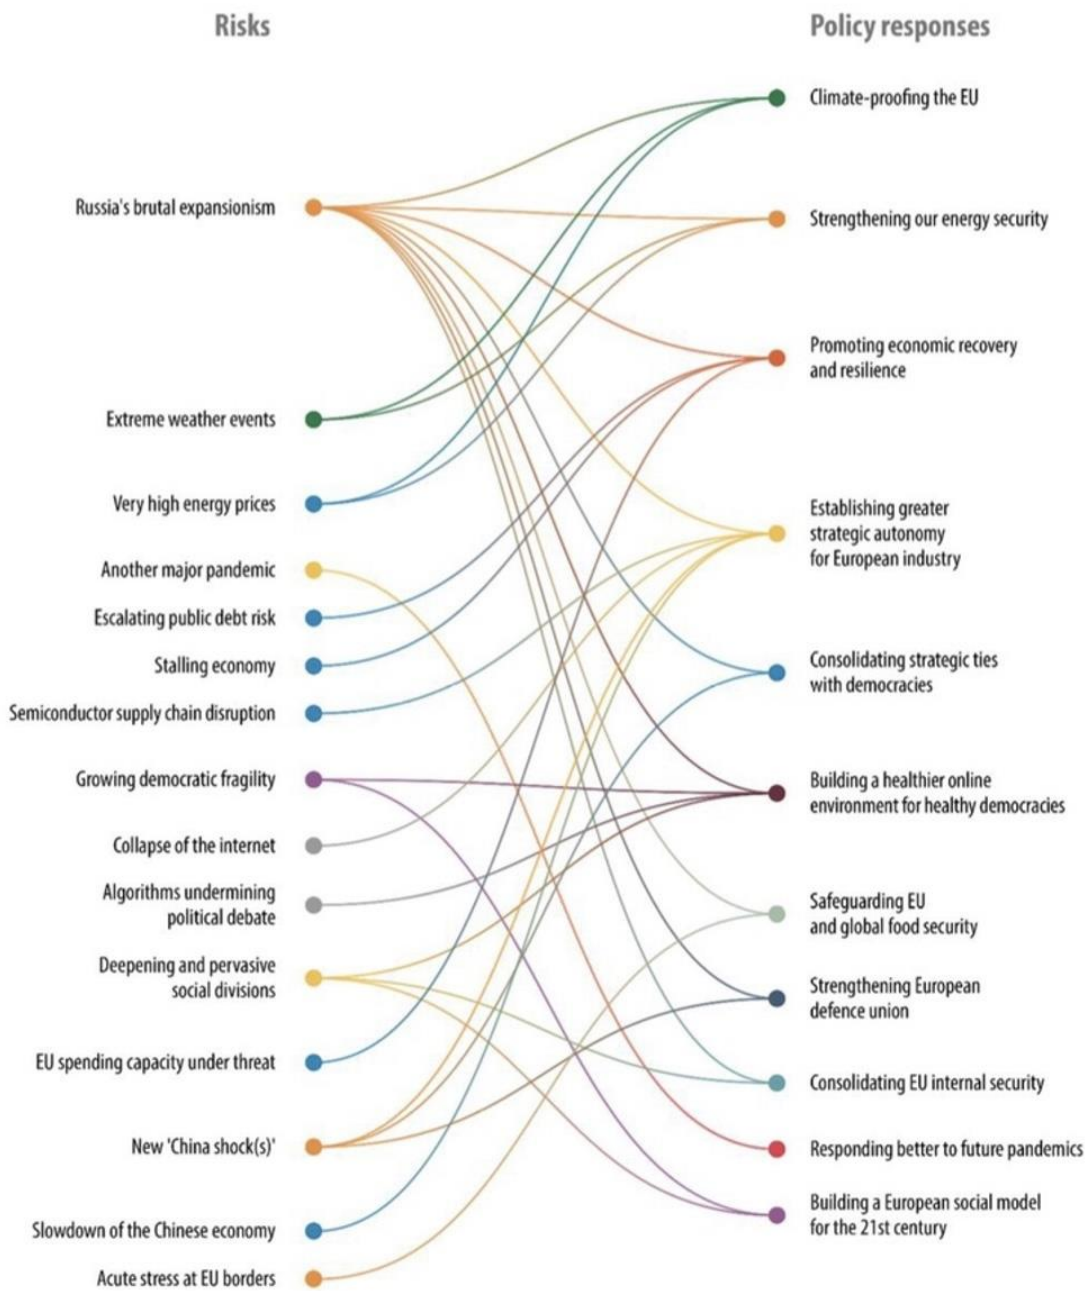 Risks
Russia's brutal expansionism
Extreme weather events
Very high energy prices
Another major pandemic
Escalating public debt risk
Stalling economy
Semiconductor supply chain disruption
Growing democratic fragility
Collapse of the internet
Algorithms undermining
political debate
Deepening and pervasive
social divisions
EU spending capacity under threat
New 'China shock(s)'
Slowdown of the Chinese economy
Acute stress at EU borders
Policy responses
Climate-proofing the EU
Strengthening our energy security
Promoting economic recovery
and resilience
Establishing greater
strategic autonomy
for European industry
Consolidating strategic ties
with democracies
Building a healthier online
environment for healthy democracies
Safeguarding EU
and global food security
Strengthening European
defence union
Consolidating EU internal security
Responding better to future pandemics
Building a European social model
for the 21st century